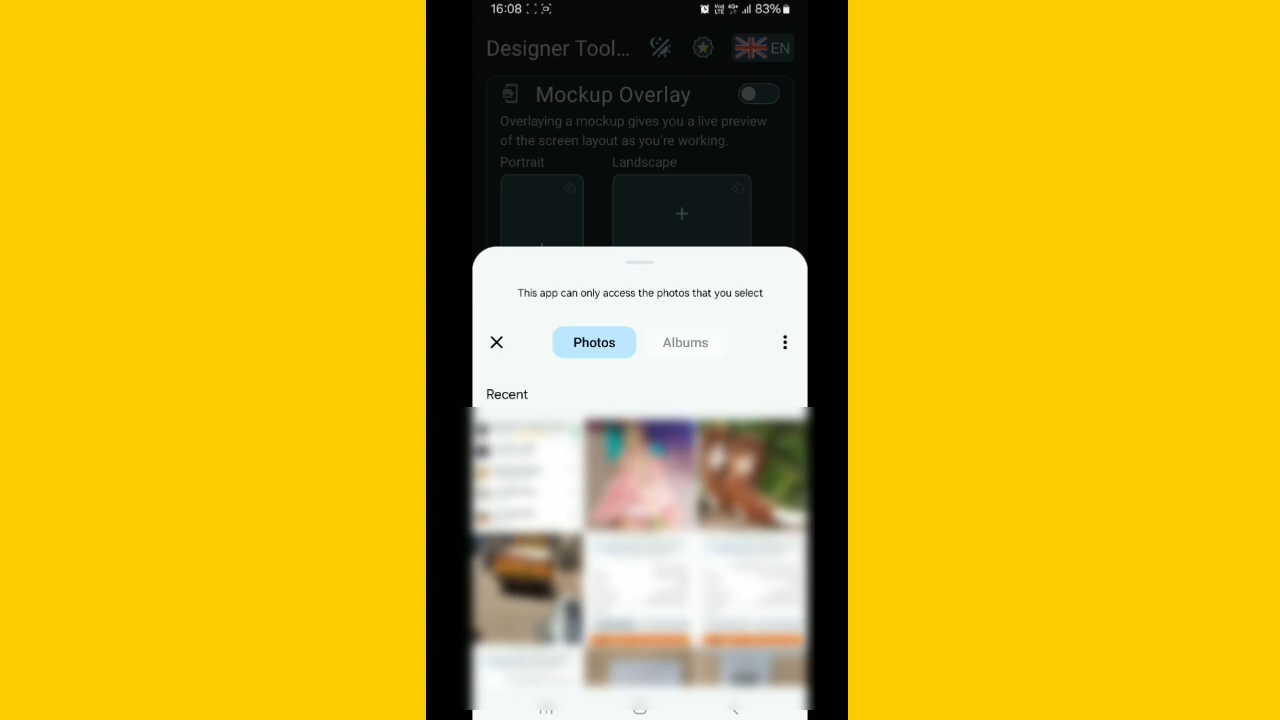 16:08 83%
Designer Tool... EN
Mockup Overlay
Overlaying a mockup gives you a live preview
of the screen layout as you're working.
Portrait Landscape
This app can only access the photos that you select
Photos Albums
Recent